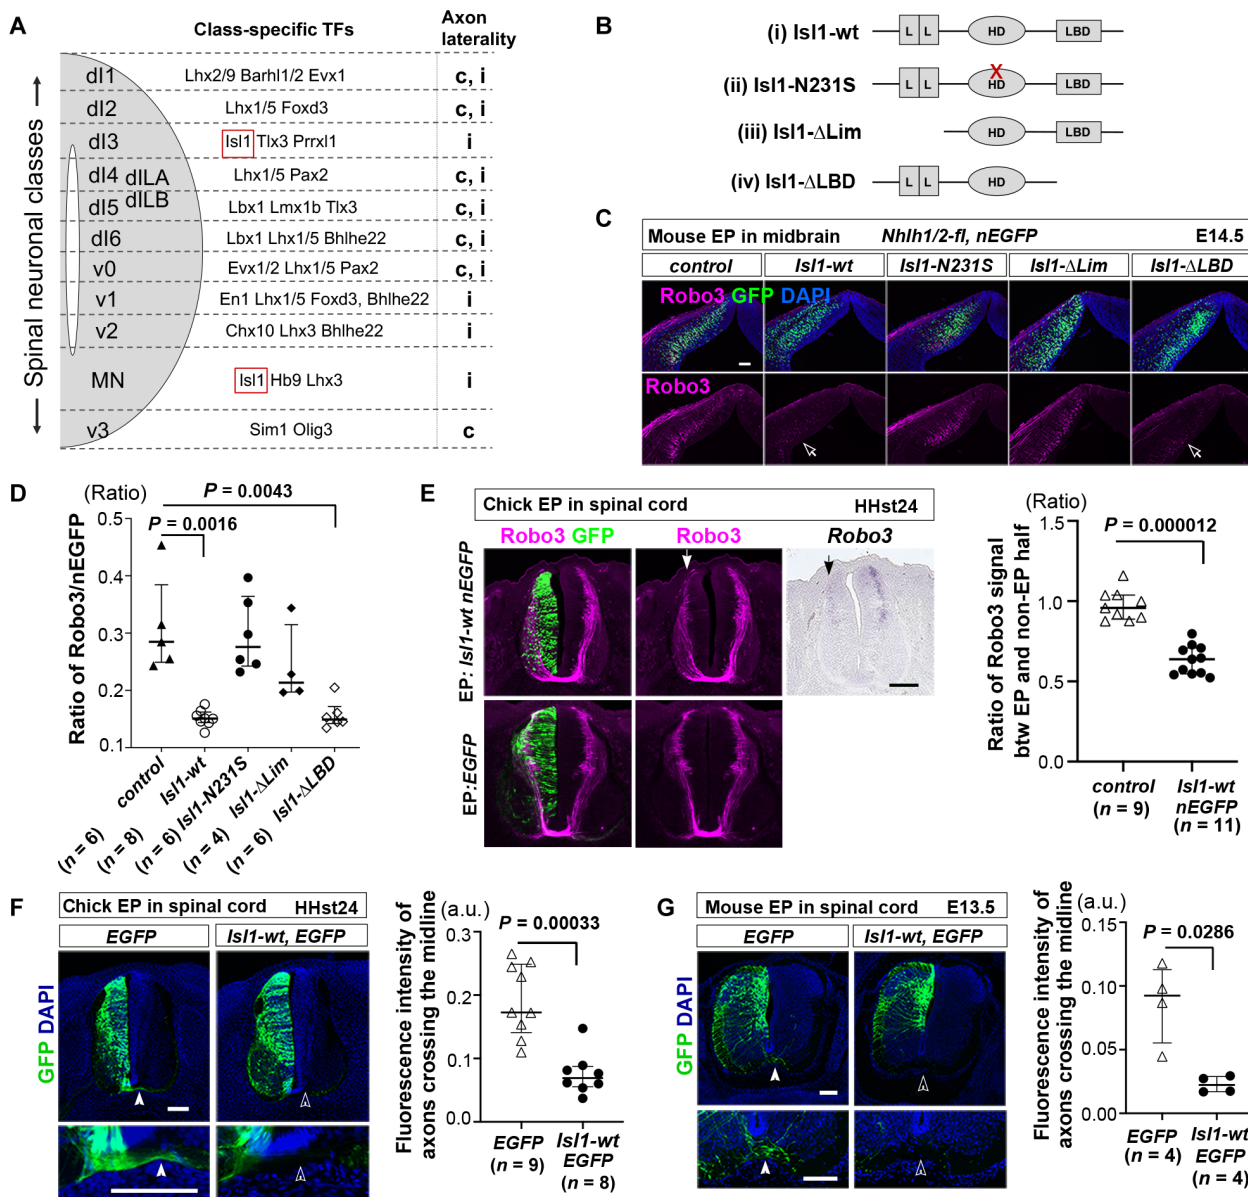 A
Class-specific TFs
Axon
laterality
Spinal neuronal classes
dI1 Lhx2/9 Barhl1/2 Evx1 c, i
dI2 Lhx1/5 Foxd3 c, i
dI3 Isl1 Tlx3 Prrxl1 i
dI4 dILA Lhx1/5 Pax2 c, i
dILB
dI5 Lbx1 Lmx1b Tlx3 c, i
dI6 Lbx1 Lhx1/5 Bhlhe22 c, i
v0 Evx1/2 Lhx1/5 Pax2 c, i
v1 En1 Lhx1/5 Foxd3, Bhlhe22 i
v2 Chx10 Lhx3 Bhlhe22 i
MN Isl1 Hb9 Lhx3 i
v3 Sim1 Olig3 c
B
(i) Isl1-wt L L HD LBD
(ii) Isl1-N231S L L X HD LBD
(iii) Isl1-ΔLim HD LBD
(iv) Isl1-ΔLBD L L HD
C
Mouse EP in midbrain Nhlh1/2-fl, nEGFP E14.5
control Isl1-wt Isl1-N231S Isl1-ΔLim Isl1-ΔLBD
Robo3 GFP DAPI
Robo3
D
(Ratio)
P = 0.0043
P = 0.0016
Ratio of Robo3/nEGFP
0.5
0.4
0.3
0.2
0.1
control Isl1-wt Isl1-N231S Isl1-ΔLim Isl1-ΔLBD
(n = 6) (n = 8) (n = 6) (n = 4) (n = 6)
E
Chick EP in spinal cord HHst24
Robo3 GFP Robo3 Robo3
EP: Isl1-wt nEGFP
EP:EGFP
(Ratio)
P = 0.000012
Ratio of Robo3 signal
btw EP and non-EP half
1.5
1.0
0.5
0.0
control Isl1-wt
nEGFP
(n = 9) (n = 11)
F
Chick EP in spinal cord HHst24
EGFP Isl1-wt, EGFP
GFP DAPI
(a.u.)
P = 0.00033
Fluorescence intensity of
axons crossing the midline
0.3
0.2
0.1
0.0
EGFP Isl1-wt
EGFP
(n = 9) (n = 8)
G
Mouse EP in spinal cord E13.5
EGFP Isl1-wt, EGFP
GFP DAPI
(a.u.)
P = 0.0286
Fluorescence intensity of
axons crossing the midline
0.15
0.10
0.05
0.00
EGFP Isl1-wt
EGFP
(n = 4) (n = 4)